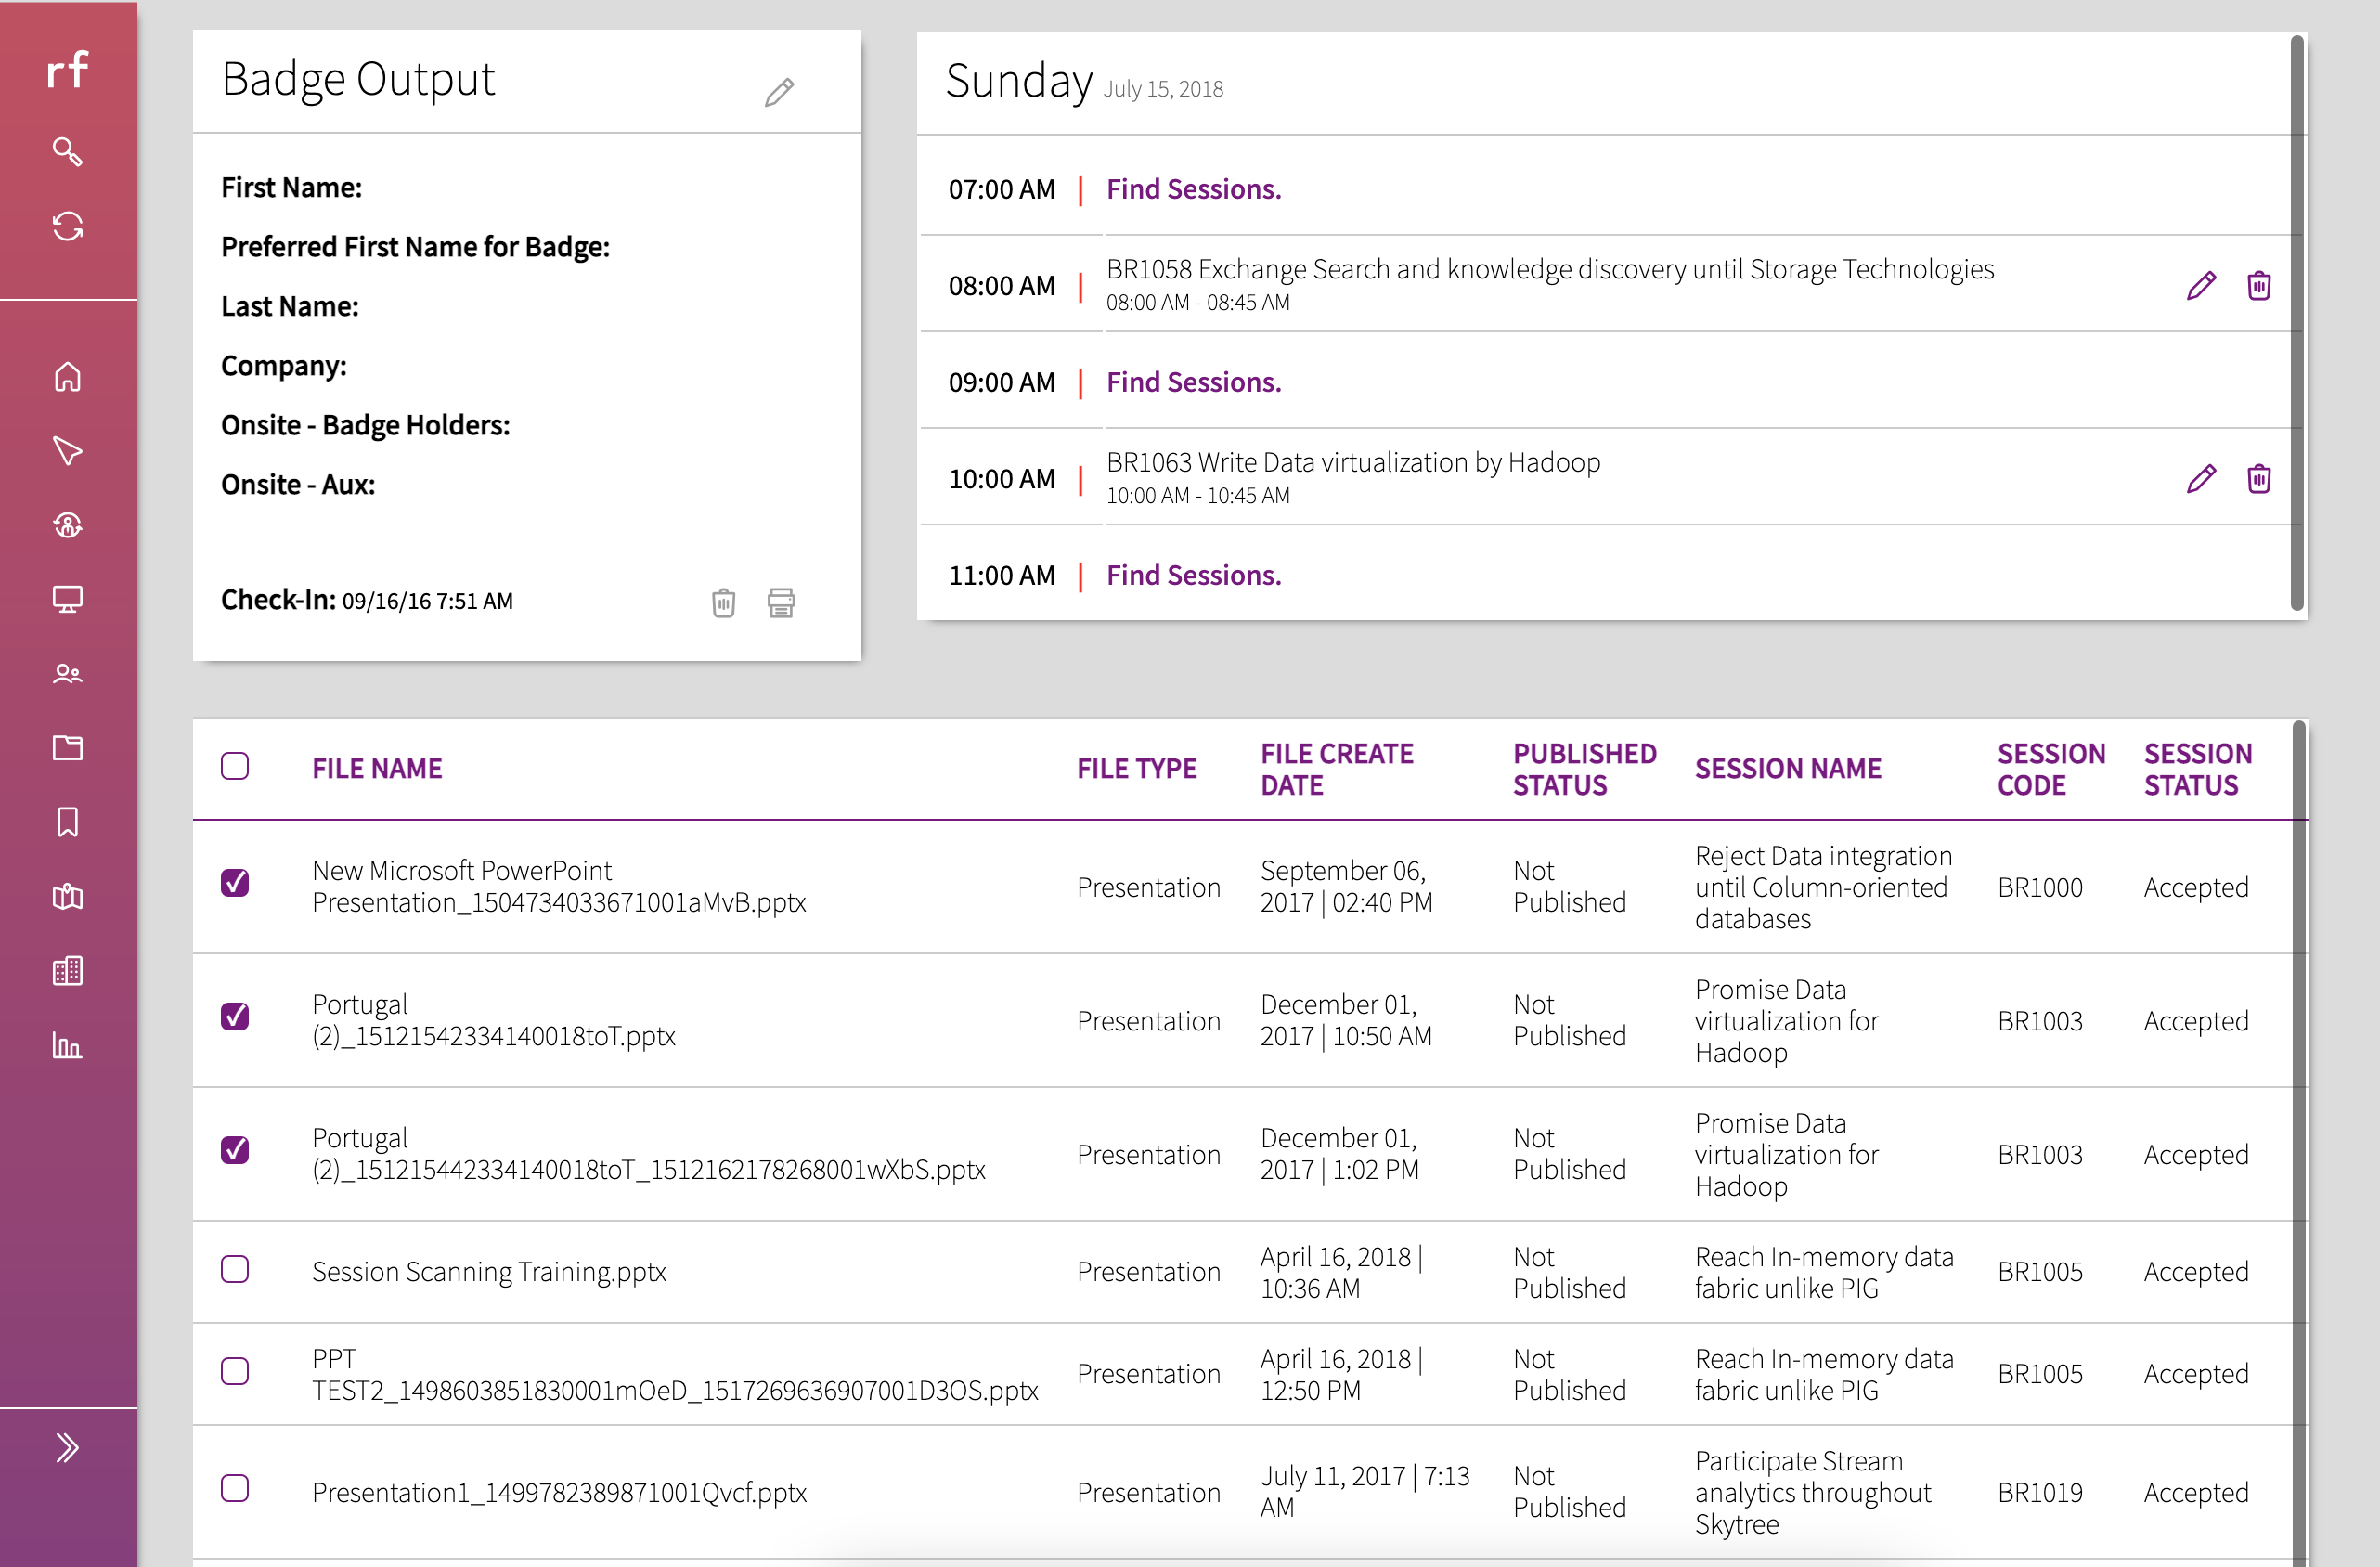 rf
Badge Output
First Name:
Preferred First Name for Badge:
Last Name:
Company:
Onsite - Badge Holders:
Onsite - Aux:
Check-In: 09/16/16 7:51 AM
Sunday July 15, 2018
07:00 AM | Find Sessions.
08:00 AM | BR1058 Exchange Search and knowledge discovery until Storage Technologies
08:00 AM - 08:45 AM
09:00 AM | Find Sessions.
10:00 AM | BR1063 Write Data virtualization by Hadoop
10:00 AM - 10:45 AM
11:00 AM | Find Sessions.
FILE NAME
FILE TYPE
FILE CREATE
DATE
PUBLISHED
STATUS
SESSION NAME
SESSION
CODE
SESSION
STATUS
New Microsoft PowerPoint
Presentation_1504734033671001aMvB.pptx
Presentation
September 06,
2017 | 02:40 PM
Not
Published
Reject Data integration
until Column-oriented
databases
BR1000
Accepted
Portugal
(2)_15121542334140018toT.pptx
Presentation
December 01,
2017 | 10:50 AM
Not
Published
Promise Data
virtualization for
Hadoop
BR1003
Accepted
Portugal
(2)_151215442334140018toT_1512162178268001wXbS.pptx
Presentation
December 01,
2017 | 1:02 PM
Not
Published
Promise Data
virtualization for
Hadoop
BR1003
Accepted
Session Scanning Training.pptx
Presentation
April 16, 2018 |
10:36 AM
Not
Published
Reach In-memory data
fabric unlike PIG
BR1005
Accepted
PPT
TEST2_1498603851830001mOeD_1517269636907001D3OS.pptx
Presentation
April 16, 2018 |
12:50 PM
Not
Published
Reach In-memory data
fabric unlike PIG
BR1005
Accepted
Presentation1_1499782389871001Qvcf.pptx
Presentation
July 11, 2017 | 7:13
AM
Not
Published
Participate Stream
analytics throughout
Skytree
BR1019
Accepted